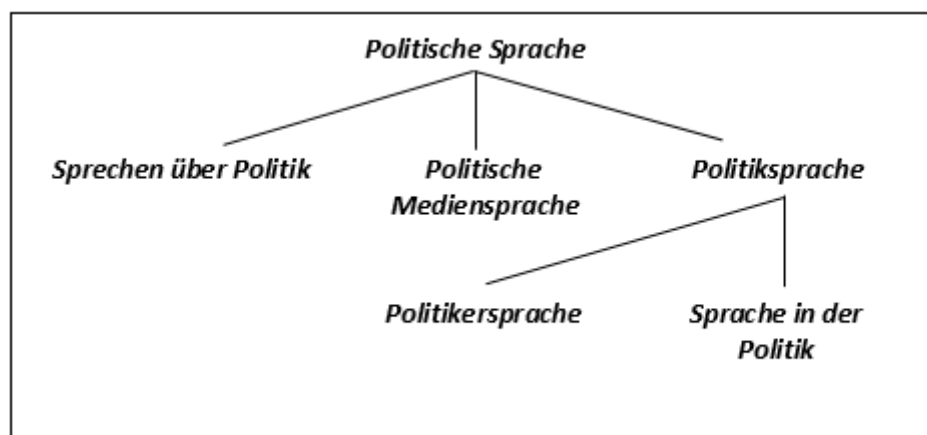 Politische Sprache
Sprechen über Politik
Politische
Mediensprache
Politiksprache
Politikersprache
Sprache in der
Politik